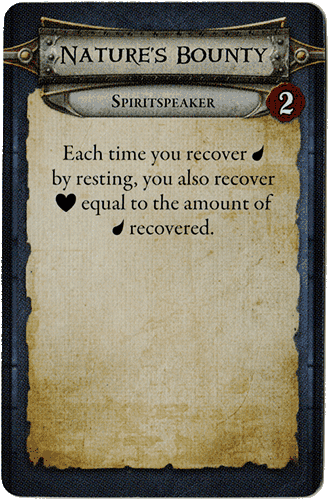 NATURE'S BOUNTY
SPIRITSPEAKER
2
Each time you recover
by resting, you also recover
equal to the amount of
recovered.